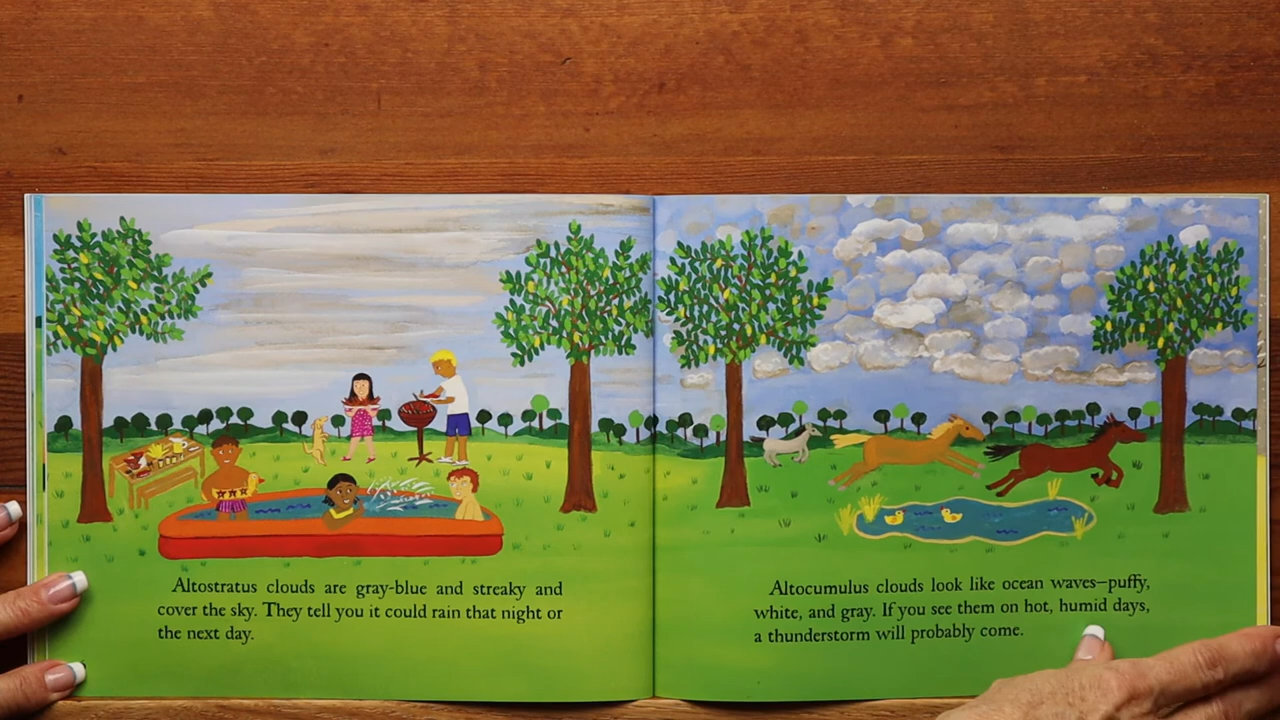 Altostratus clouds are gray-blue and streaky and
cover the sky. They tell you it could rain that night or
the next day.
Altocumulus clouds look like ocean waves—puffy,
white, and gray. If you see them on hot, humid days,
a thunderstorm will probably come.